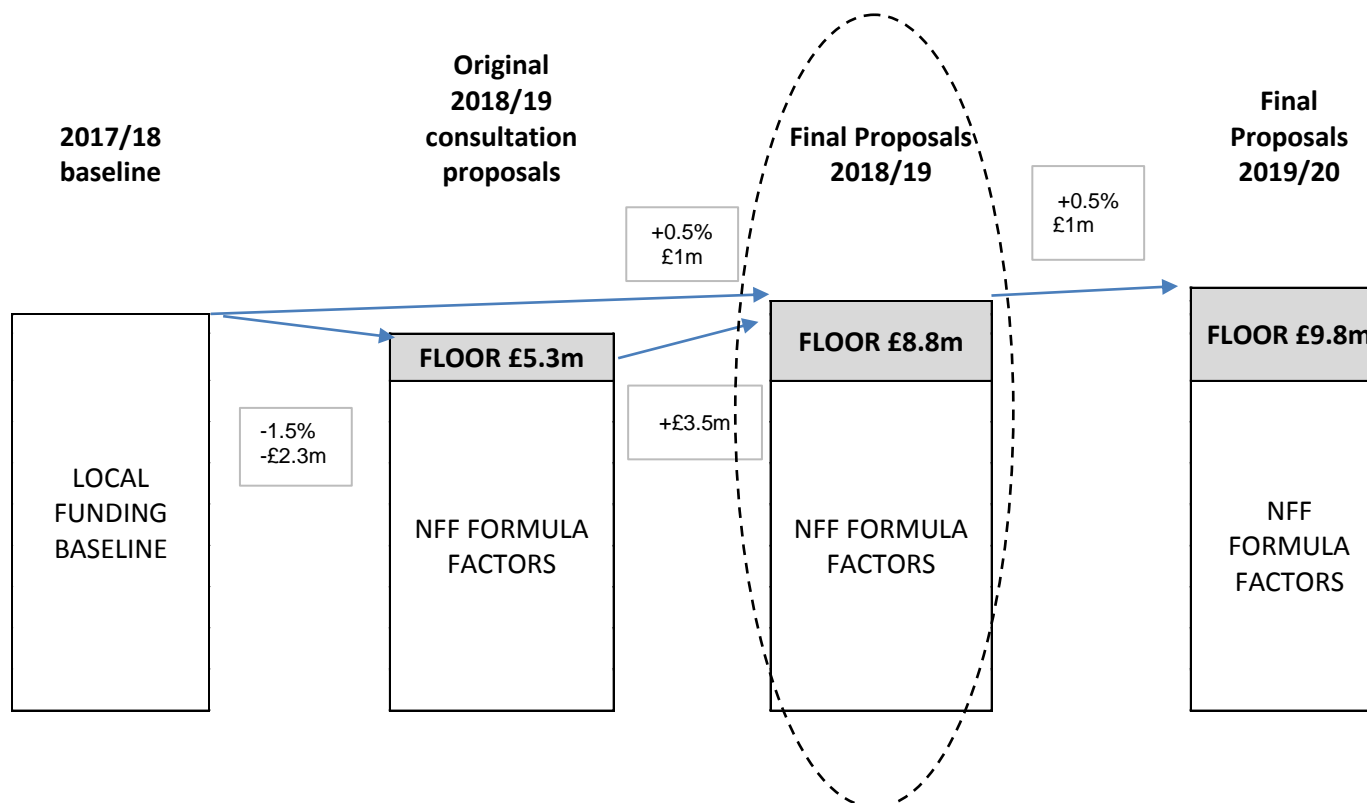 2017/18
baseline
Original
2018/19
consultation
proposals
Final Proposals
2018/19
Final
Proposals
2019/20
+0.5%
£1m
+0.5%
£1m
FLOOR £5.3m
FLOOR £8.8m
FLOOR £9.8m
-1.5%
-£2.3m
+£3.5m
LOCAL
FUNDING
BASELINE
NFF FORMULA
FACTORS
NFF FORMULA
FACTORS
NFF
FORMULA
FACTORS